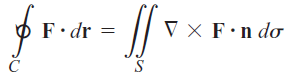 ∮_C F · dr = ∬_S ∇ × F · n dσ